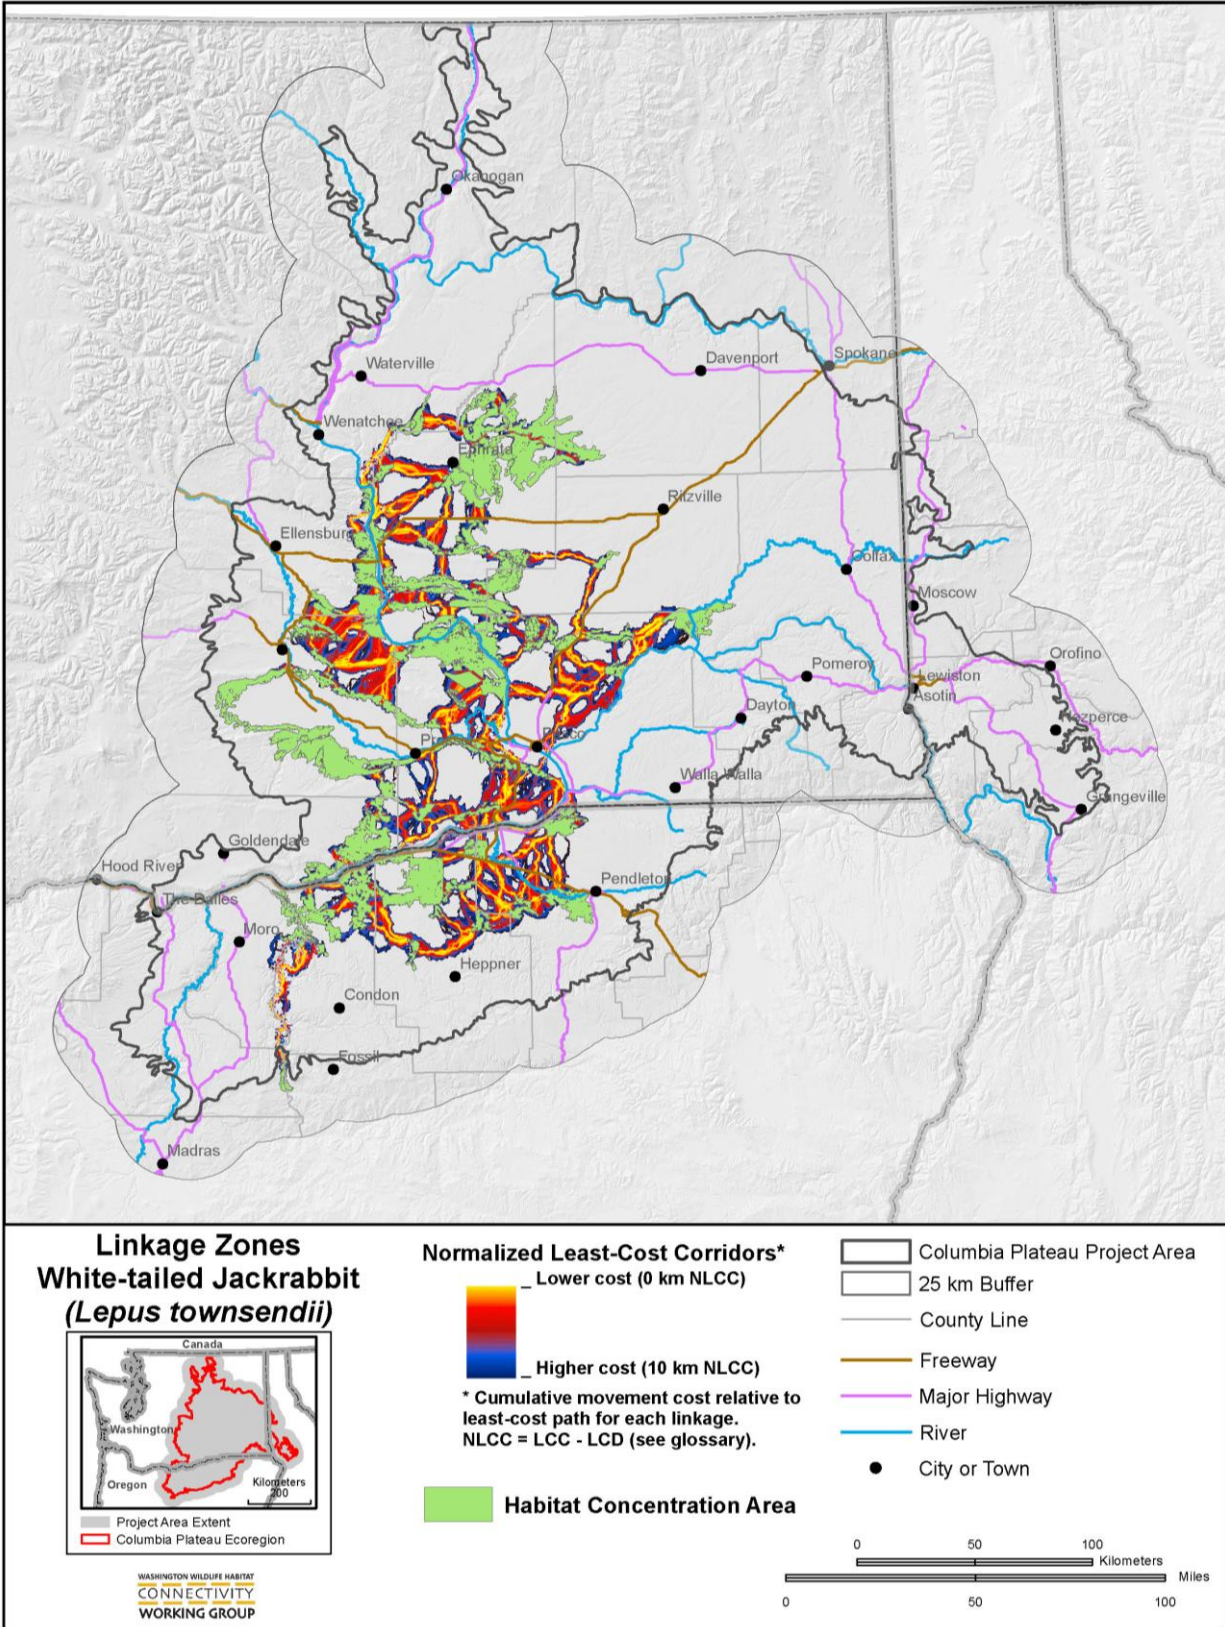 Okanogan
Waterville
Davenport
Spokane
Wenatchee
Ephrata
Ritzville
Ellensburg
Colfax
Moscow
Orofino
Pomeroy
Lewiston
Asotin
Dayton
Pasco
Walla Walla
Grangeville
Goldendale
Hood River
The Dalles
Pendleton
Moro
Heppner
Condon
Fossil
Madras
Linkage Zones
White-tailed Jackrabbit
(Lepus townsendii)
Canada
Washington
Oregon
Kilometers
200
Project Area Extent
Columbia Plateau Ecoregion
WASHINGTON WILDLIFE HABITAT
CONNECTIVITY
WORKING GROUP
Normalized Least-Cost Corridors*
_ Lower cost (0 km NLCC)
_ Higher cost (10 km NLCC)
* Cumulative movement cost relative to
least-cost path for each linkage.
NLCC = LCC - LCD (see glossary).
Habitat Concentration Area
Columbia Plateau Project Area
25 km Buffer
County Line
Freeway
Major Highway
River
City or Town
0 50 100
Kilometers
Miles
0 50 100